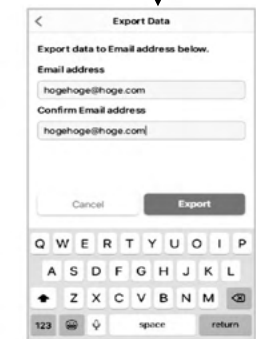 Export Data
Export data to Email address below.
Email address
hogehoge@hoge.com
Confirm Email address
hogehoge@hoge.com
Cancel Export
Q W E R T Y U O I P
A S D F G H J K L
Z X C V B N M
123 space return